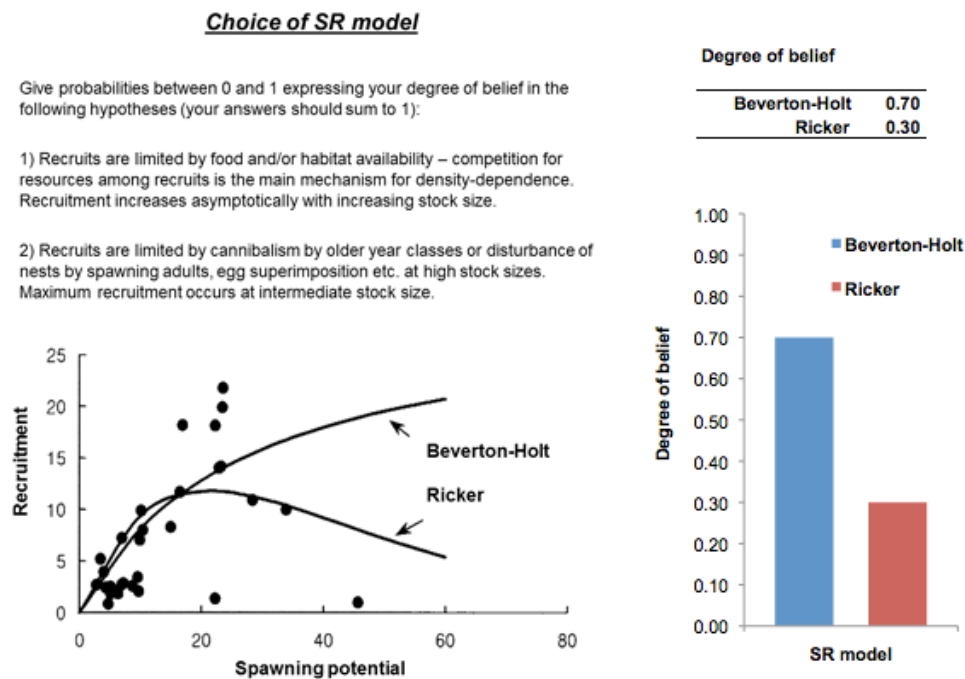 Choice of SR model
Give probabilities between 0 and 1 expressing your degree of belief in the
following hypotheses (your answers should sum to 1):
1) Recruits are limited by food and/or habitat availability – competition for
resources among recruits is the main mechanism for density-dependence.
Recruitment increases asymptotically with increasing stock size.
2) Recruits are limited by cannibalism by older year classes or disturbance of
nests by spawning adults, egg superimposition etc. at high stock sizes.
Maximum recruitment occurs at intermediate stock size.
25
20
15
10
5
0
Recruitment
Beverton-Holt
Ricker
0 20 40 60 80
Spawning potential
Degree of belief
Beverton-Holt 0.70
Ricker 0.30
1.00
0.90
0.80
0.70
0.60
0.50
0.40
0.30
0.20
0.10
0.00
Degree of belief
Beverton-Holt
Ricker
SR model